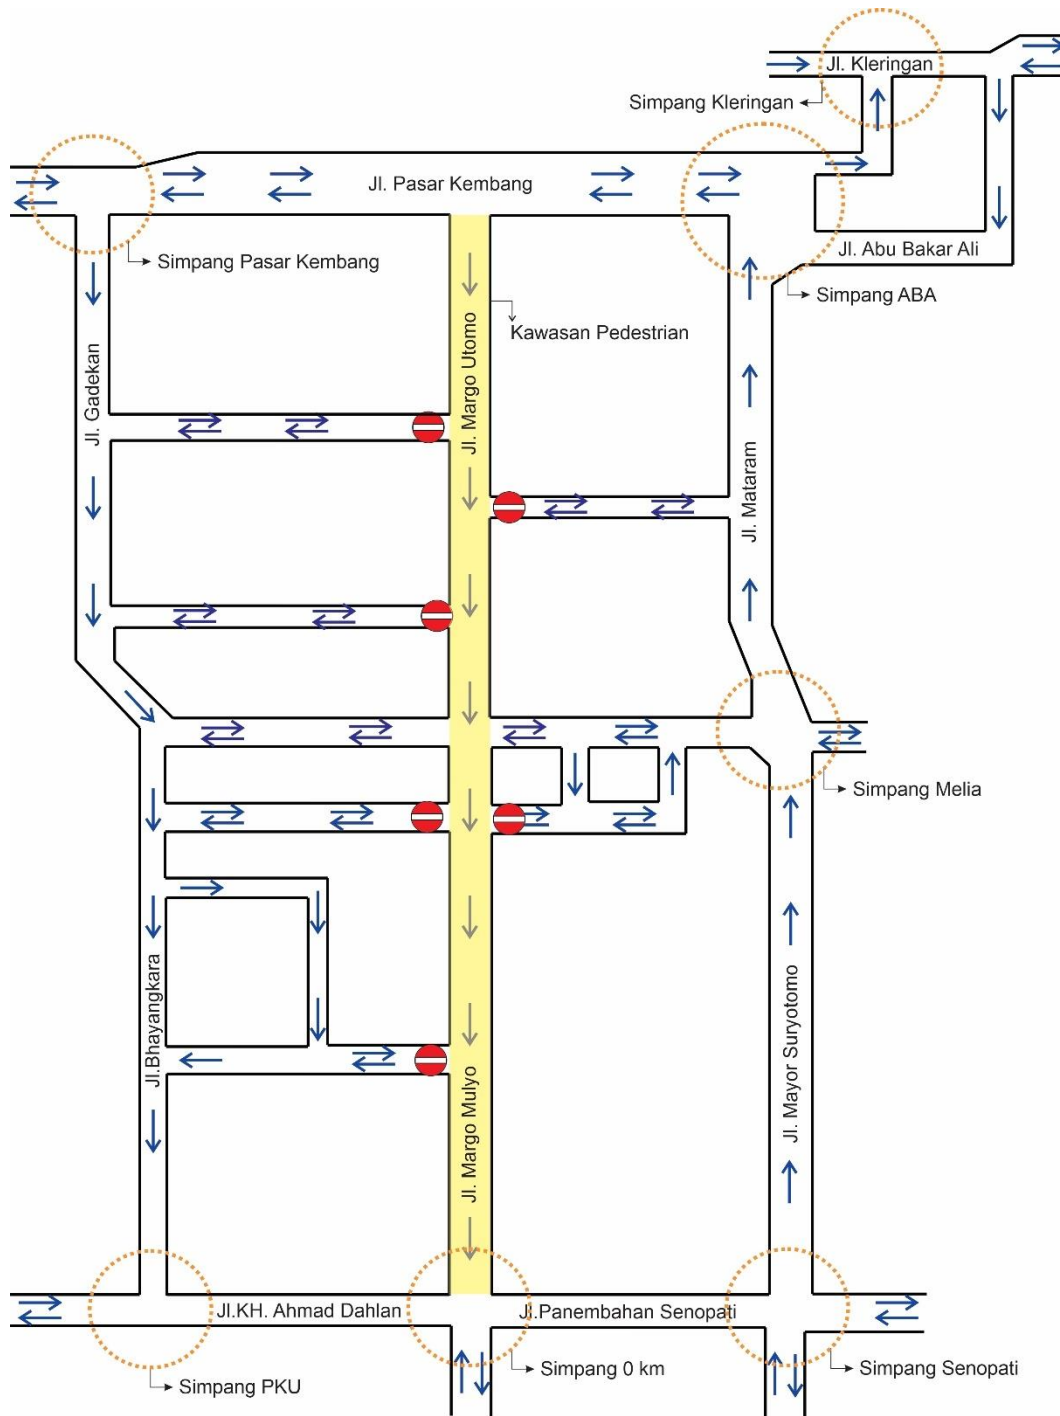 Jl. Kleringan
Simpang Kleringan
Jl. Pasar Kembang
Simpang Pasar Kembang
Jl. Abu Bakar Ali
Simpang ABA
Kawasan Pedestrian
Jl. Gadekan
Jl. Margo Utomo
Jl. Mataram
Simpang Melia
Jl.Bhayangkara
Jl. Margo Mulyo
Jl. Mayor Suryotomo
Jl.KH. Ahmad Dahlan
Jl.Panembahan Senopati
Simpang PKU
Simpang 0 km
Simpang Senopati